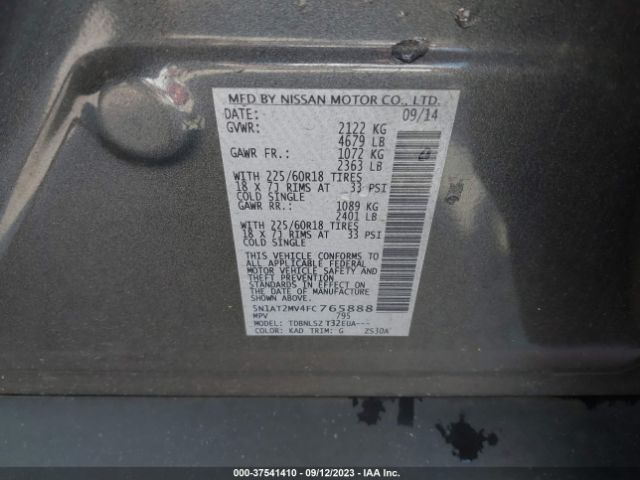 MFD BY NISSAN MOTOR CO., LTD.
DATE: 09/14
GVWR: 2122 KG
4679 LB
GAWR FR.: 1072 KG
2363 LB
WITH 225/60R18 TIRES
18 X 7J RIMS AT 33 PSI
COLD SINGLE
GAWR RR.: 1089 KG
2401 LB
WITH 225/60R18 TIRES
18 X 7J RIMS AT 33 PSI
COLD SINGLE
THIS VEHICLE CONFORMS TO
ALL APPLICABLE FEDERAL
MOTOR VEHICLE SAFETY AND
THEFT PREVENTION
STANDARDS IN EFFECT ON
THE DATE OF MANUFACTURE
SHOWN ABOVE.
5N1AT2MV4FC765888
MPV 795
MODEL: TDBNLSZ T32EUA---
COLOR: KAD TRIM: G ZS30A
000-37541410 - 09/12/2023 - IAA Inc.